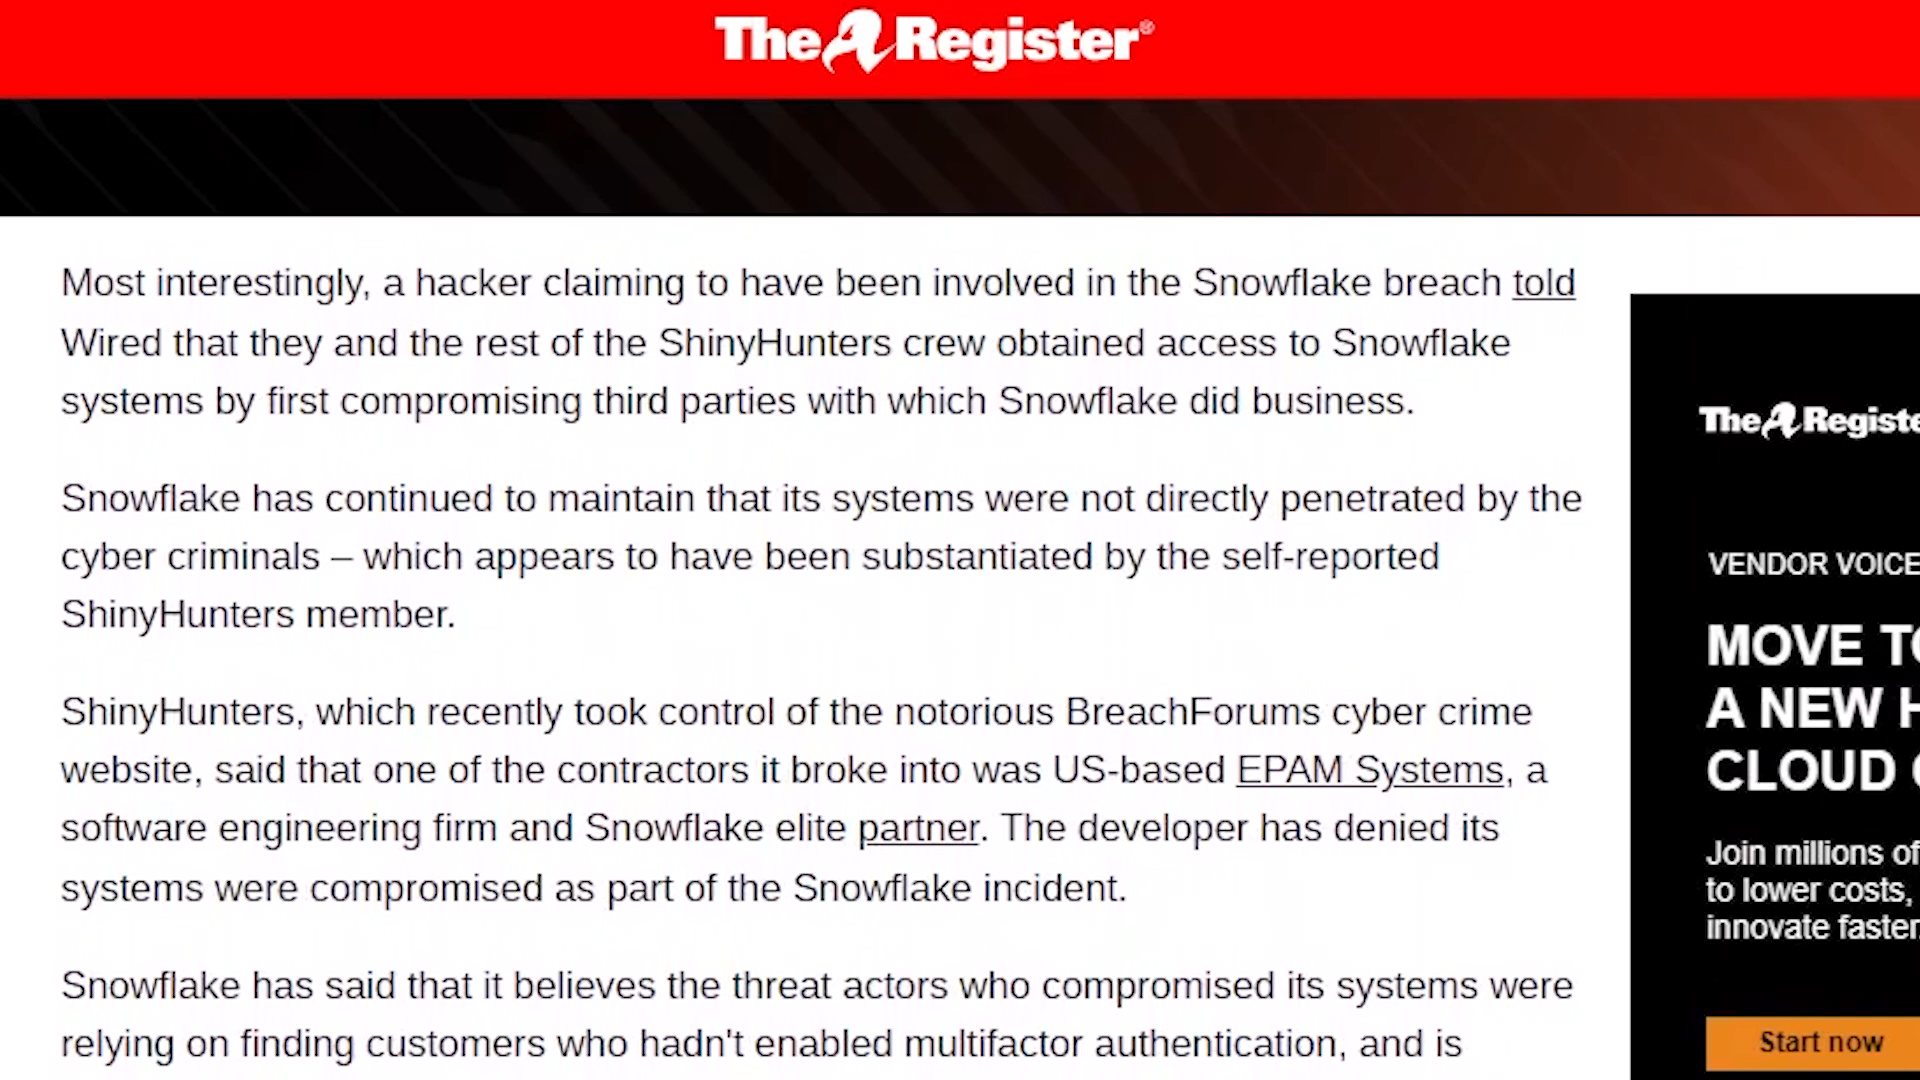 The Register®
Most interestingly, a hacker claiming to have been involved in the Snowflake breach told
Wired that they and the rest of the ShinyHunters crew obtained access to Snowflake
systems by first compromising third parties with which Snowflake did business.
Snowflake has continued to maintain that its systems were not directly penetrated by the
cyber criminals – which appears to have been substantiated by the self-reported
ShinyHunters member.
ShinyHunters, which recently took control of the notorious BreachForums cyber crime
website, said that one of the contractors it broke into was US-based EPAM Systems, a
software engineering firm and Snowflake elite partner. The developer has denied its
systems were compromised as part of the Snowflake incident.
Snowflake has said that it believes the threat actors who compromised its systems were
relying on finding customers who hadn't enabled multifactor authentication, and is
The Registe
VENDOR VOICE
MOVE TO
A NEW H
CLOUD
Join millions of
to lower costs,
innovate faster.
Start now